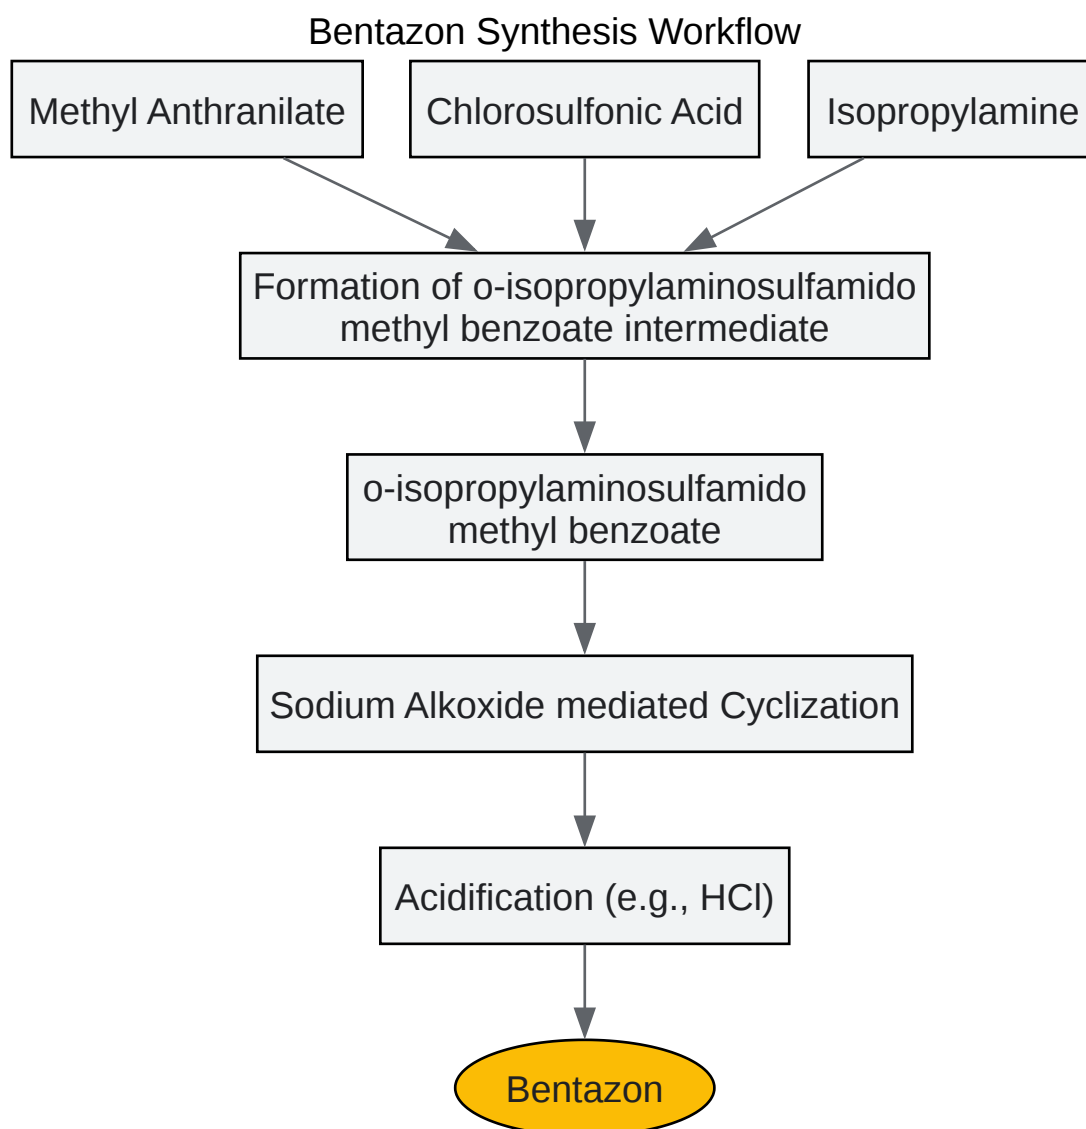 Bentazon Synthesis Workflow
Methyl Anthranilate
Chlorosulfonic Acid
Isopropylamine
Formation of o-isopropylaminosulfamido
methyl benzoate intermediate
o-isopropylaminosulfamido
methyl benzoate
Sodium Alkoxide mediated Cyclization
Acidification (e.g., HCl)
Bentazon